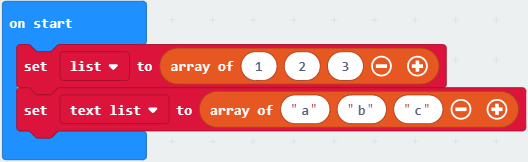 on start
set list to array of 1 2 3
set text list to array of "a" "b" "c"